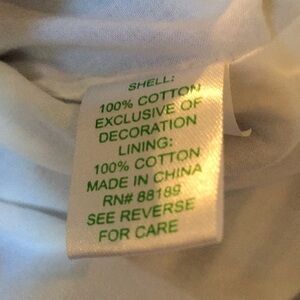 SHELL:
100% COTTON
EXCLUSIVE OF
DECORATION
LINING:
100% COTTON
MADE IN CHINA
RN# 88189
SEE REVERSE
FOR CARE